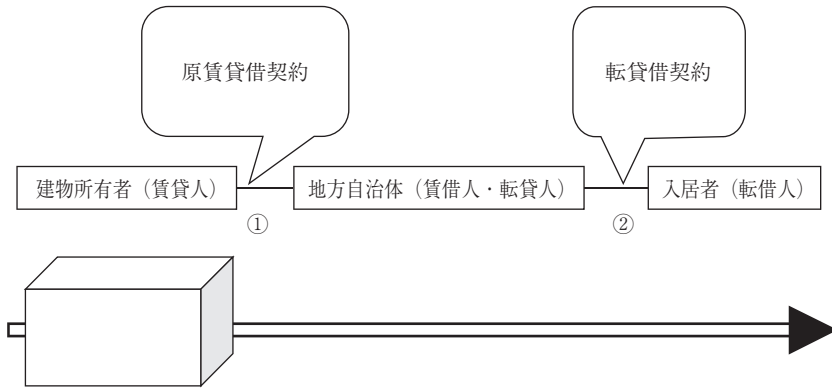 原賃貸借契約
転貸借契約
建物所有者（賃貸人）
地方自治体（賃借人・転貸人）
入居者（転借人）
①
②